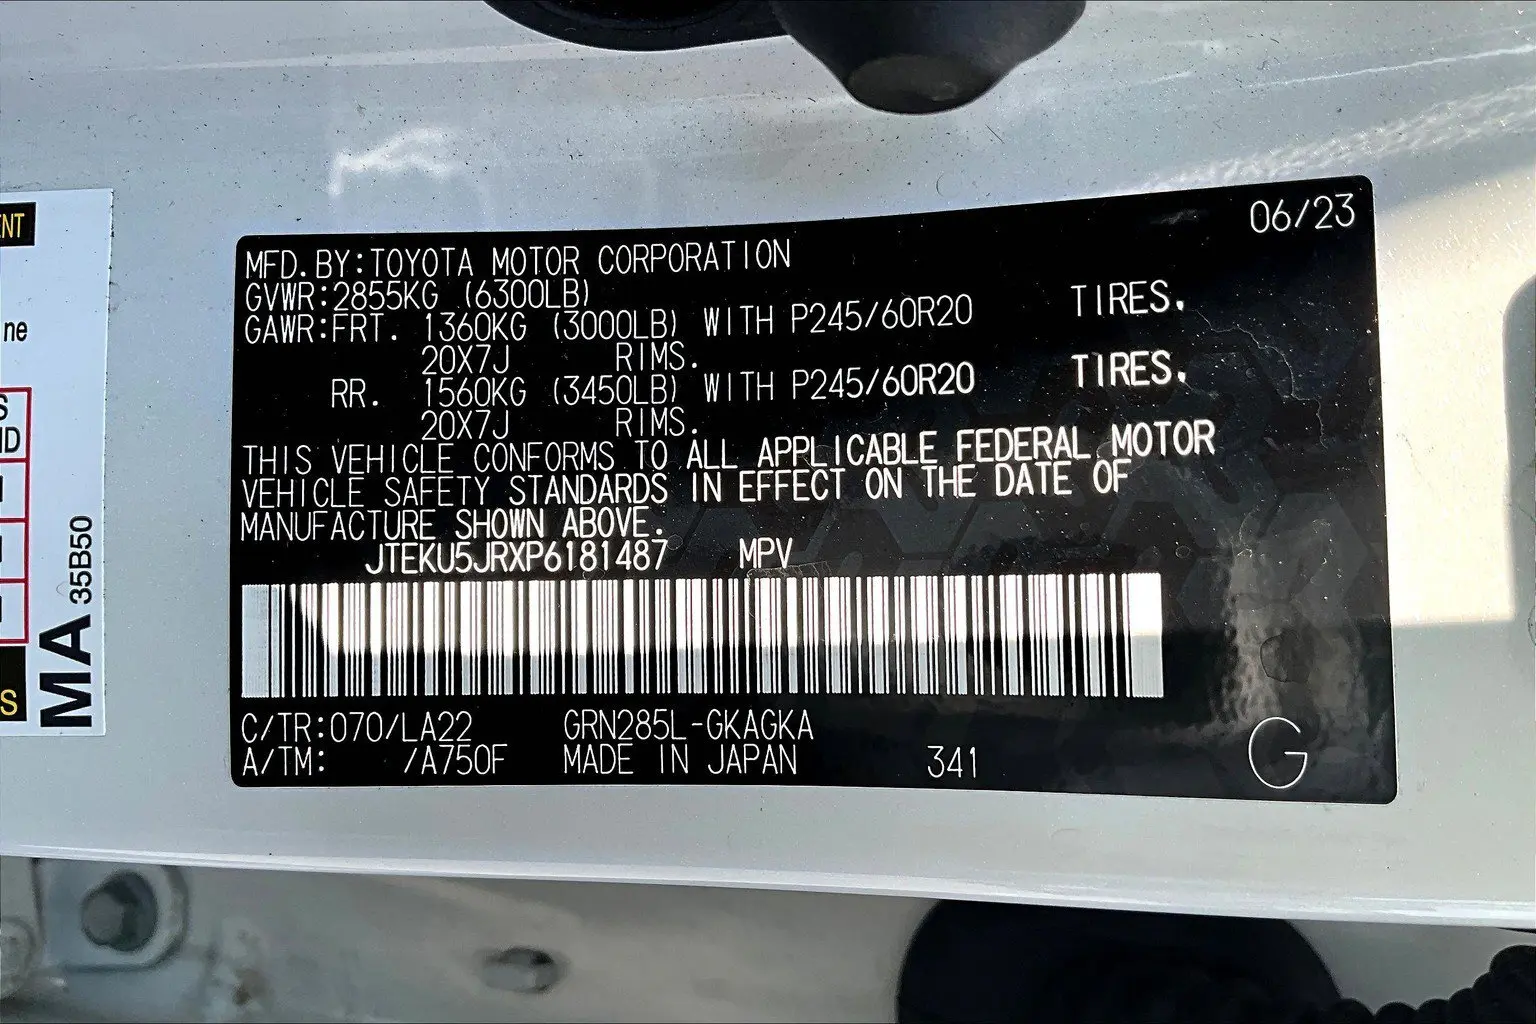 06/23
MFD.BY:TOYOTA MOTOR CORPORATION
GVWR:2855KG (6300LB)
GAWR:FRT. 1360KG (3000LB) WITH P245/60R20 TIRES.
20X7J RIMS.
RR. 1560KG (3450LB) WITH P245/60R20 TIRES.
20X7J RIMS.
THIS VEHICLE CONFORMS TO ALL APPLICABLE FEDERAL MOTOR
VEHICLE SAFETY STANDARDS IN EFFECT ON THE DATE OF
MANUFACTURE SHOWN ABOVE.
JTEKU5JRXP6181487 MPV
C/TR:070/LA22 GRN285L-GKAGKA
A/TM: /A750F MADE IN JAPAN 341 G
MA 35B50
ne